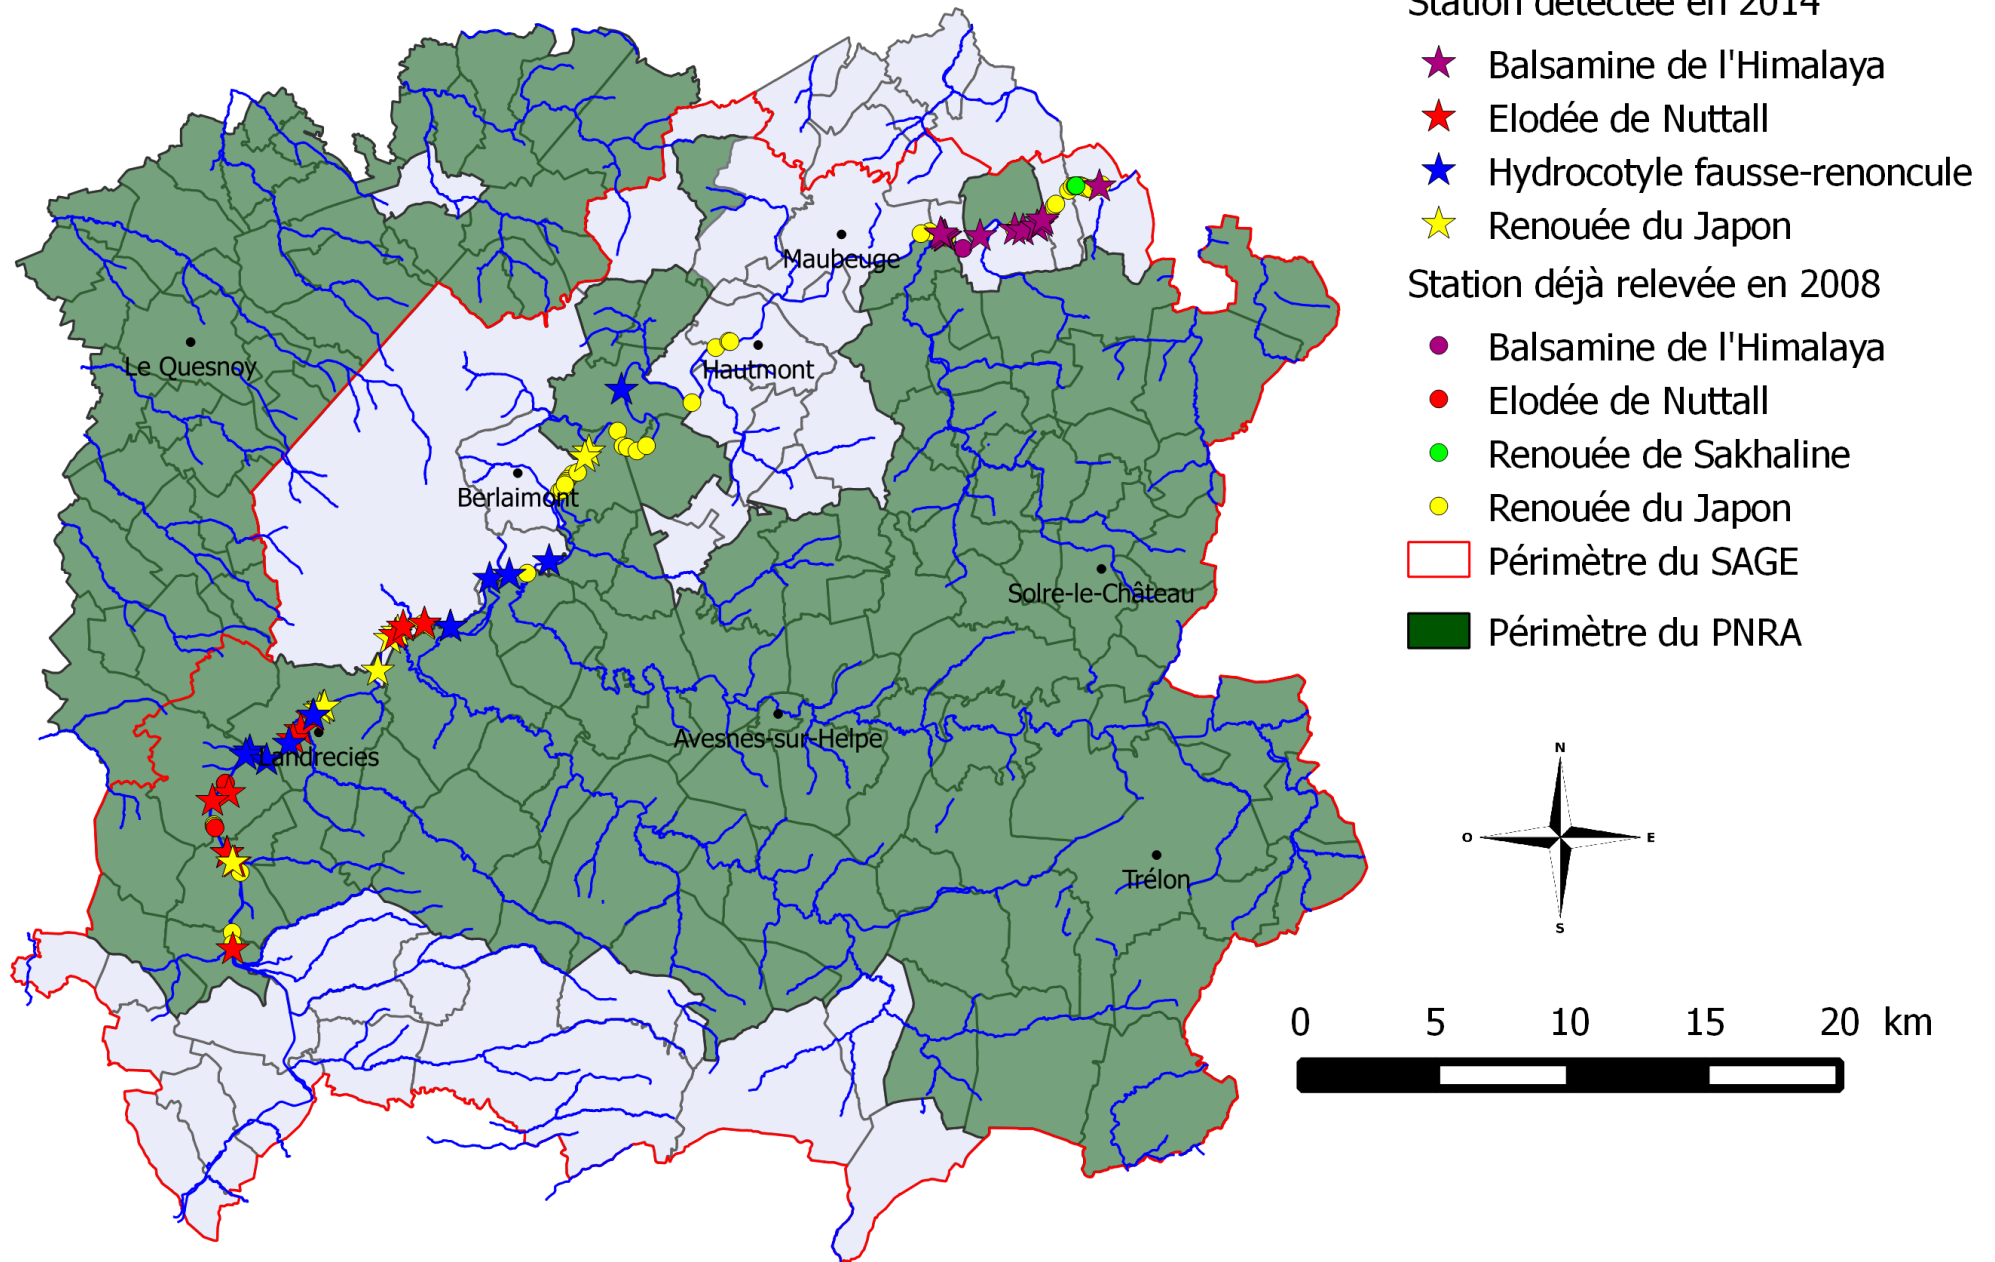 Station détectée en 2014
Balsamine de l'Himalaya
Elodée de Nuttall
Hydrocotyle fausse-renoncule
Renouée du Japon
Station déjà relevée en 2008
Balsamine de l'Himalaya
Elodée de Nuttall
Renouée de Sakhaline
Renouée du Japon
Périmètre du SAGE
Périmètre du PNRA
Maubeuge
Le Quesnoy
Hautmont
Berlaimont
Solre-le-Château
Avesnes-sur-Helpe
Landrecies
Trélon
N
O
E
S
0 5 10 15 20 km